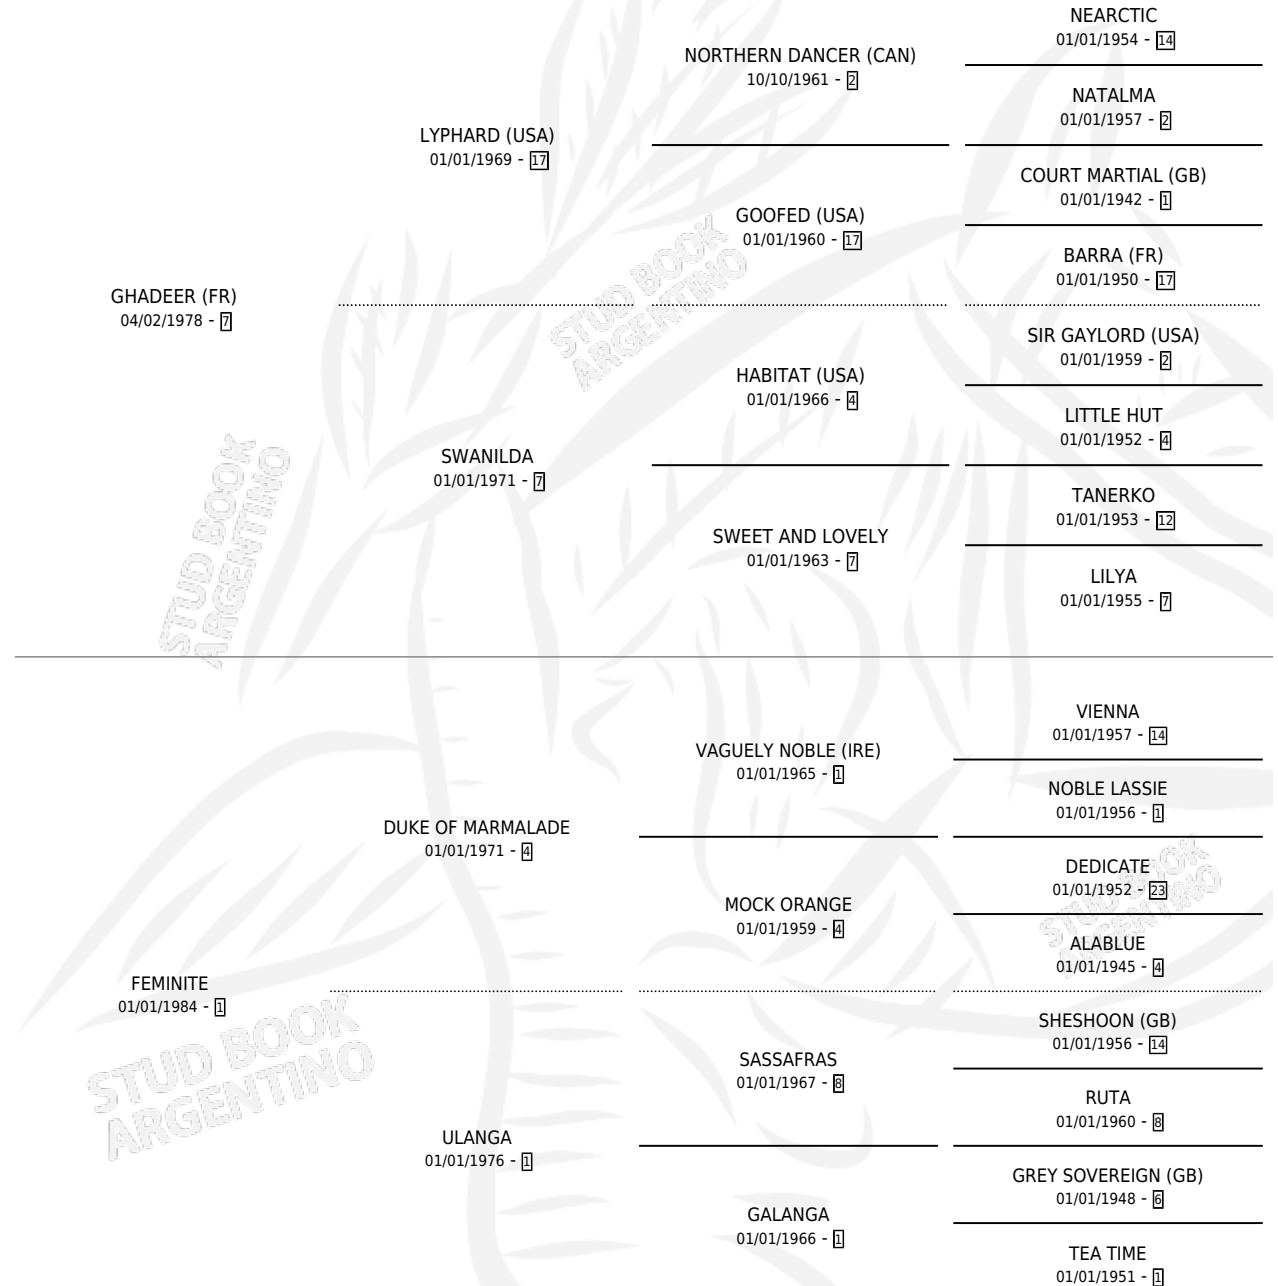 NEARCTIC
01/01/1954 - 14
NORTHERN DANCER (CAN)
10/10/1961 - 2
NATALMA
01/01/1957 - 2
LYPHARD (USA)
01/01/1969 - 17
COURT MARTIAL (GB)
01/01/1942 - 1
GOOFED (USA)
01/01/1960 - 17
BARRA (FR)
01/01/1950 - 17
GHADEER (FR)
04/02/1978 - 7
STUD BOOK
ARGENTINO
SIR GAYLORD (USA)
01/01/1959 - 2
HABITAT (USA)
01/01/1966 - 4
LITTLE HUT
01/01/1952 - 4
SWANILDA
01/01/1971 - 7
TANERKO
01/01/1953 - 12
SWEET AND LOVELY
01/01/1963 - 7
LILYA
01/01/1955 - 7
STUD BOOK
ARGENTINO
VIENNA
01/01/1957 - 14
VAGUELY NOBLE (IRE)
01/01/1965 - 1
NOBLE LASSIE
01/01/1956 - 1
DUKE OF MARMALADE
01/01/1971 - 4
DEDICATE
01/01/1952 - 23
STUD BOOK
ARGENTINO
MOCK ORANGE
01/01/1959 - 4
ALABLUE
01/01/1945 - 4
FEMINITE
01/01/1984 - 1
SHESHOON (GB)
01/01/1956 - 14
SASSAFRAS
01/01/1967 - 8
RUTA
01/01/1960 - 8
STUD BOOK
ARGENTINO
ULANGA
01/01/1976 - 1
GREY SOVEREIGN (GB)
01/01/1948 - 6
GALANGA
01/01/1966 - 1
TEA TIME
01/01/1951 - 1